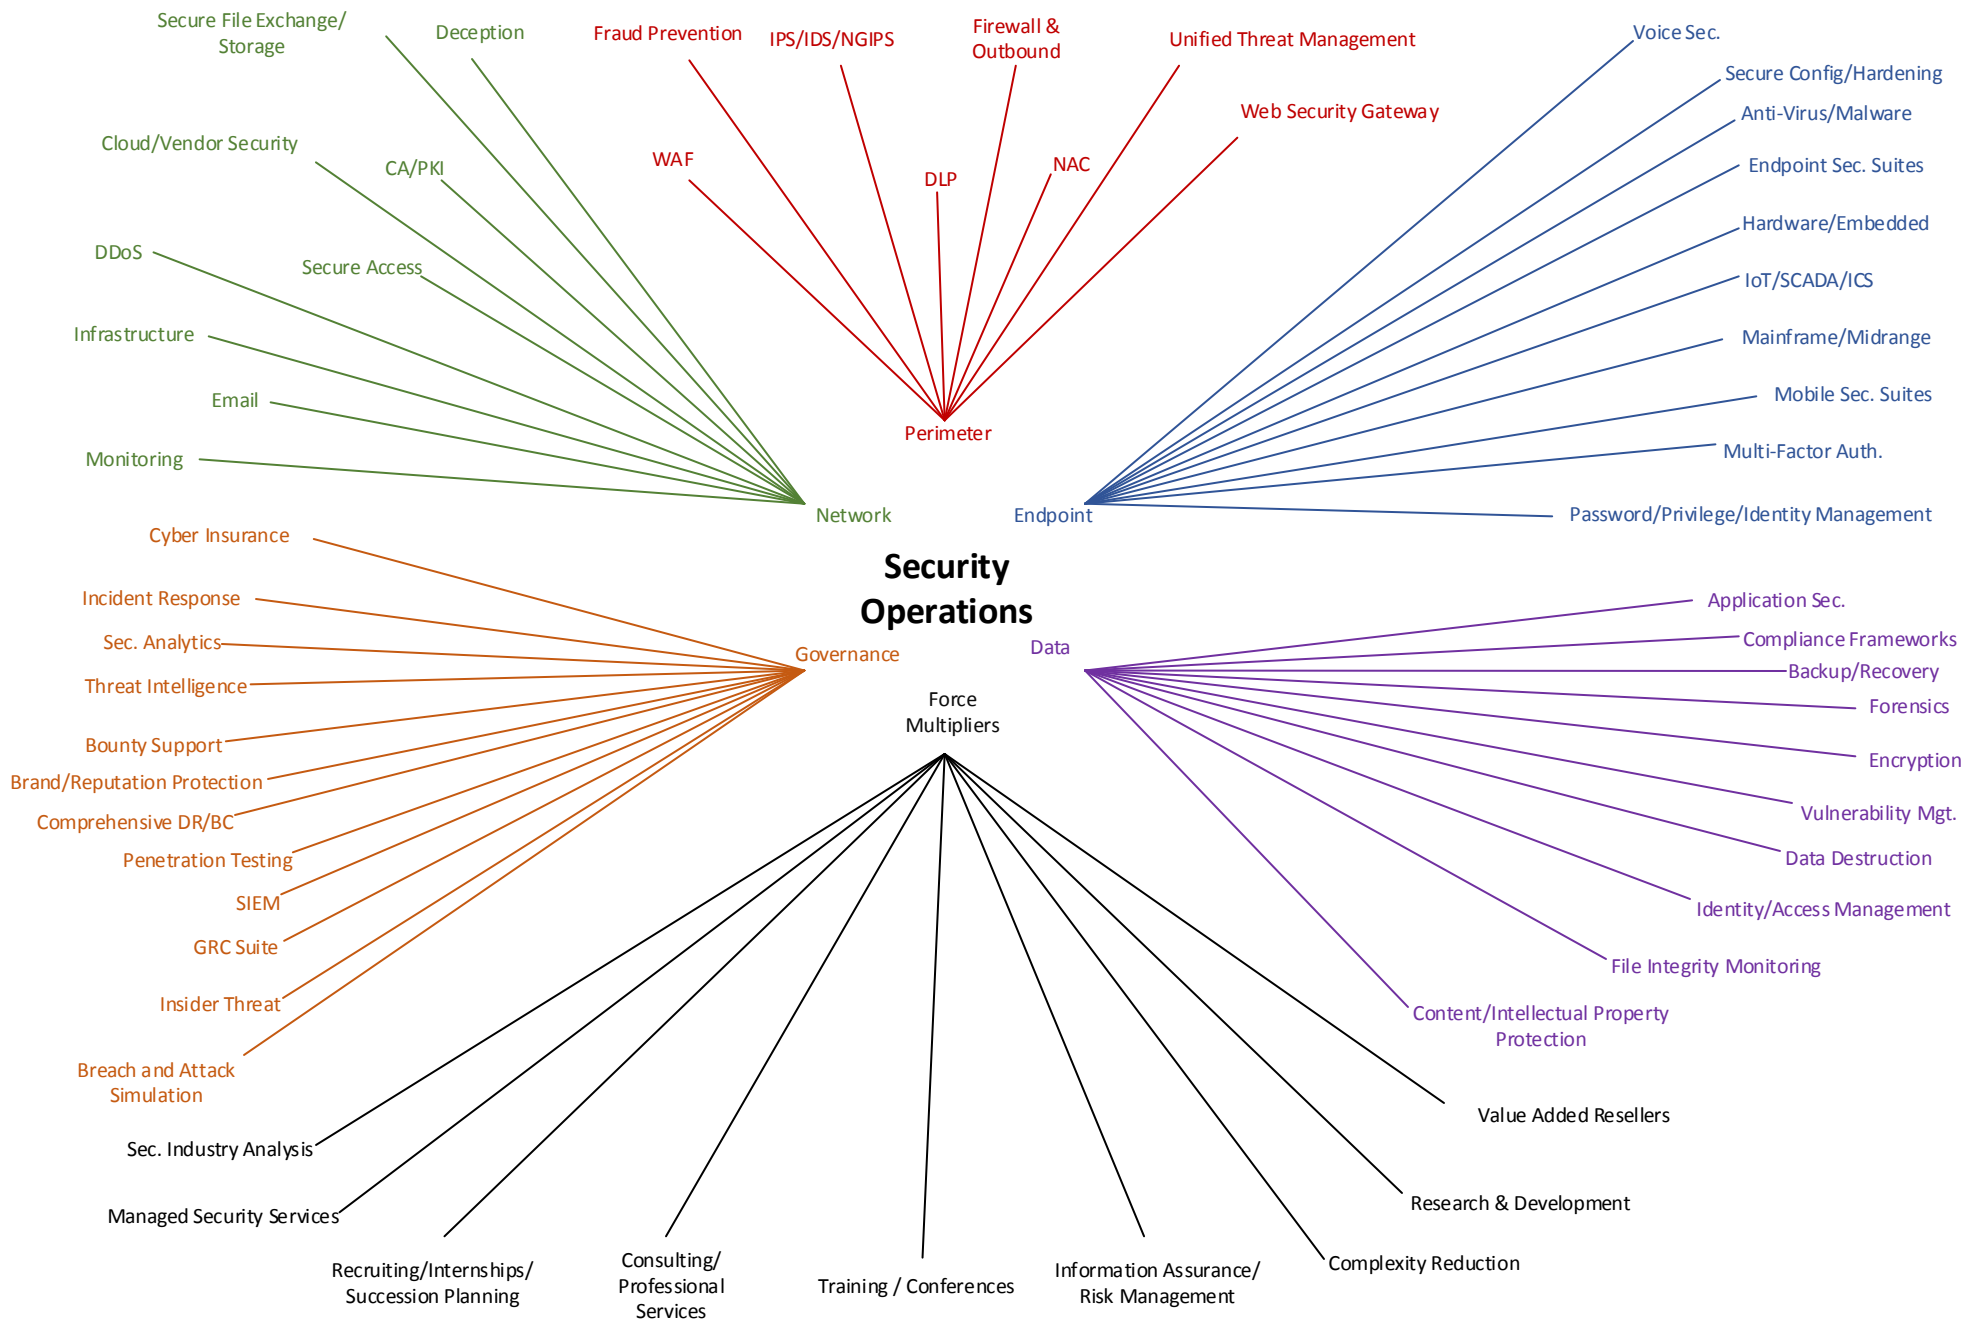 Secure File Exchange/
Storage
Deception
Cloud/Vendor Security
CA/PKI
DDoS
Secure Access
Infrastructure
Email
Monitoring
Network
Fraud Prevention
IPS/IDS/NGIPS
Firewall &
Outbound
Unified Threat Management
Web Security Gateway
WAF
DLP
NAC
Perimeter
Voice Sec.
Secure Config/Hardening
Anti-Virus/Malware
Endpoint Sec. Suites
Hardware/Embedded
IoT/SCADA/ICS
Mainframe/Midrange
Mobile Sec. Suites
Multi-Factor Auth.
Password/Privilege/Identity Management
Endpoint
Security
Operations
Cyber Insurance
Incident Response
Sec. Analytics
Threat Intelligence
Bounty Support
Brand/Reputation Protection
Comprehensive DR/BC
Penetration Testing
SIEM
GRC Suite
Insider Threat
Breach and Attack
Simulation
Governance
Data
Application Sec.
Compliance Frameworks
Backup/Recovery
Forensics
Encryption
Vulnerability Mgt.
Data Destruction
Identity/Access Management
File Integrity Monitoring
Content/Intellectual Property
Protection
Force
Multipliers
Sec. Industry Analysis
Managed Security Services
Recruiting/Internships/
Succession Planning
Consulting/
Professional
Services
Training / Conferences
Information Assurance/
Risk Management
Complexity Reduction
Research & Development
Value Added Resellers